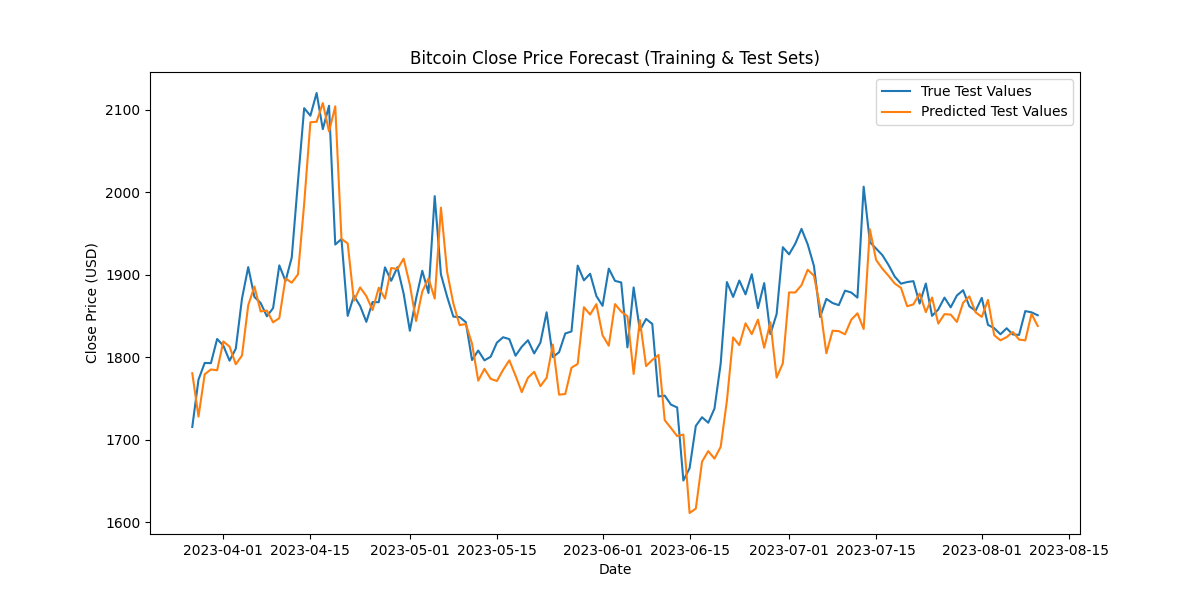 Bitcoin Close Price Forecast (Training & Test Sets)
True Test Values
Predicted Test Values
Close Price (USD)
2100
2000
1900
1800
1700
1600
2023-04-01 2023-04-15 2023-05-01 2023-05-15 2023-06-01 2023-06-15 2023-07-01 2023-07-15 2023-08-01 2023-08-15
Date